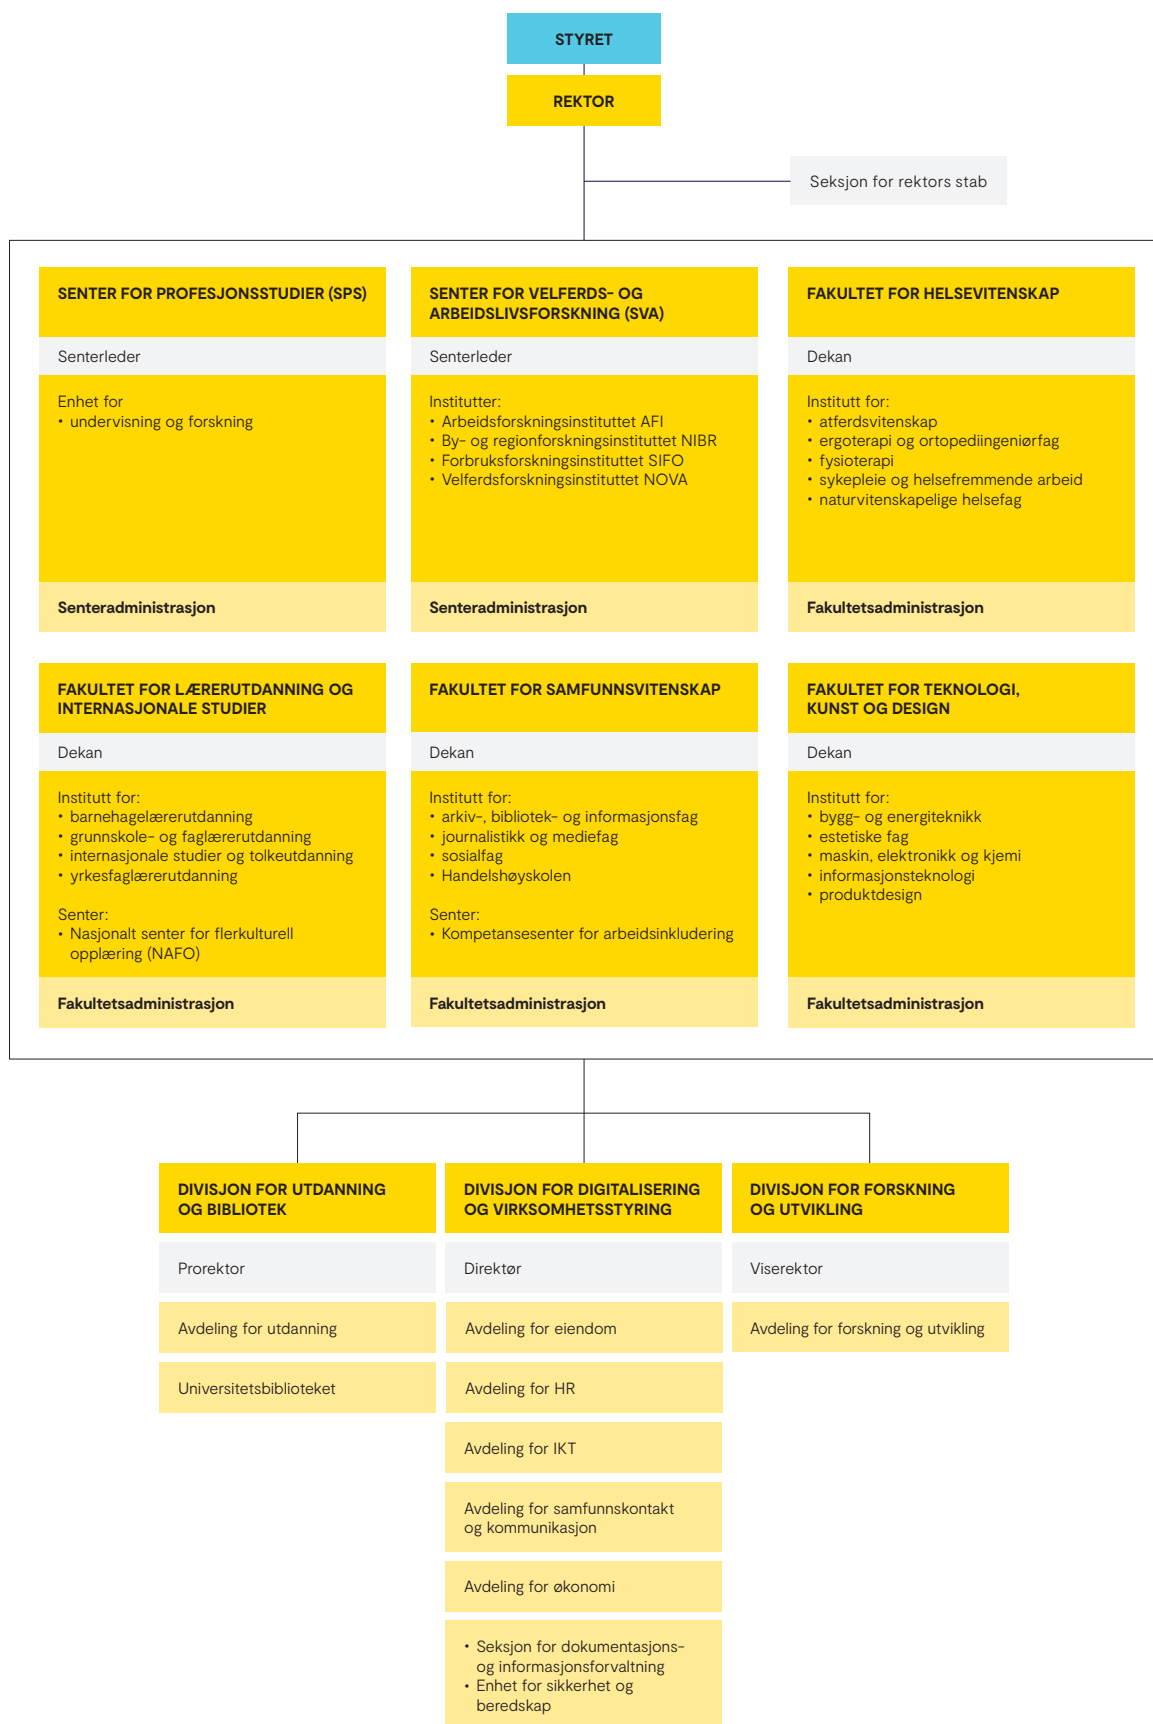 STYRET
REKTOR
Seksjon for rektors stab
SENTER FOR PROFESJONSSTUDIER (SPS)
Senterleder
Enhet for
• undervisning og forskning
Senteradministrasjon
SENTER FOR VELFERDS- OG
ARBEIDSLIVSFORSKNING (SVA)
Senterleder
Institutter:
• Arbeidsforskningsinstituttet AFI
• By- og regionforskningsinstituttet NIBR
• Forbruksforskningsinstituttet SIFO
• Velferdsforskningsinstituttet NOVA
Senteradministrasjon
FAKULTET FOR HELSEVITENSKAP
Dekan
Institutt for:
• atferdsvitenskap
• ergoterapi og ortopediingeniørfag
• fysioterapi
• sykepleie og helsefremmende arbeid
• naturvitenskapelige helsefag
Fakultetsadministrasjon
FAKULTET FOR LÆRERUTDANNING OG
INTERNASJONALE STUDIER
Dekan
Institutt for:
• barnehagelærerutdanning
• grunnskole- og faglærerutdanning
• internasjonale studier og tolkeutdanning
• yrkesfaglærerutdanning
Senter:
• Nasjonalt senter for flerkulturell
opplæring (NAFO)
Fakultetsadministrasjon
FAKULTET FOR SAMFUNNSVITENSKAP
Dekan
Institutt for:
• arkiv-, bibliotek- og informasjonsfag
• journalistikk og mediefag
• sosialfag
• Handelshøyskolen
Senter:
• Kompetansesenter for arbeidsinkludering
Fakultetsadministrasjon
FAKULTET FOR TEKNOLOGI,
KUNST OG DESIGN
Dekan
Institutt for:
• bygg- og energiteknikk
• estetiske fag
• maskin, elektronikk og kjemi
• informasjonsteknologi
• produktdesign
Fakultetsadministrasjon
DIVISJON FOR UTDANNING
OG BIBLIOTEK
Prorektor
Avdeling for utdanning
Universitetsbiblioteket
DIVISJON FOR DIGITALISERING
OG VIRKSOMHETSSTYRING
Direktør
Avdeling for eiendom
Avdeling for HR
Avdeling for IKT
Avdeling for samfunnskontakt
og kommunikasjon
Avdeling for økonomi
• Seksjon for dokumentasjons-
og informasjonsforvaltning
• Enhet for sikkerhet og
beredskap
DIVISJON FOR FORSKNING
OG UTVIKLING
Viserektor
Avdeling for forskning og utvikling